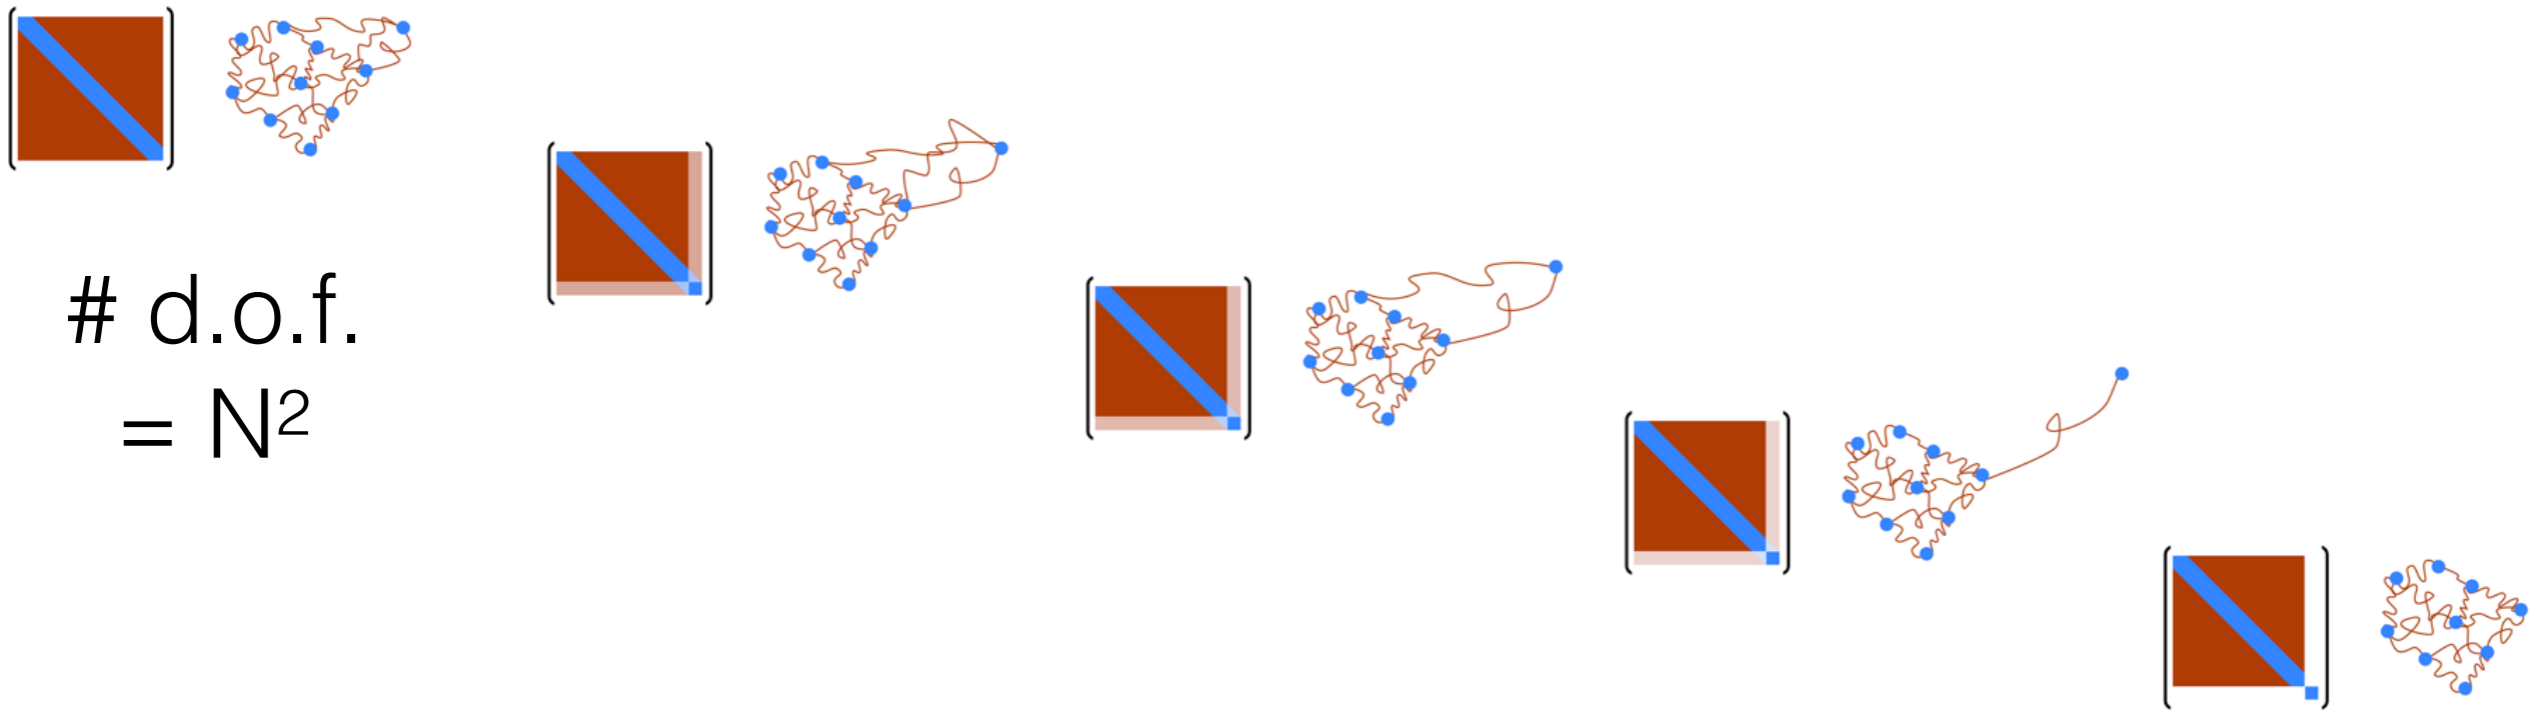 # d.o.f.
= N²